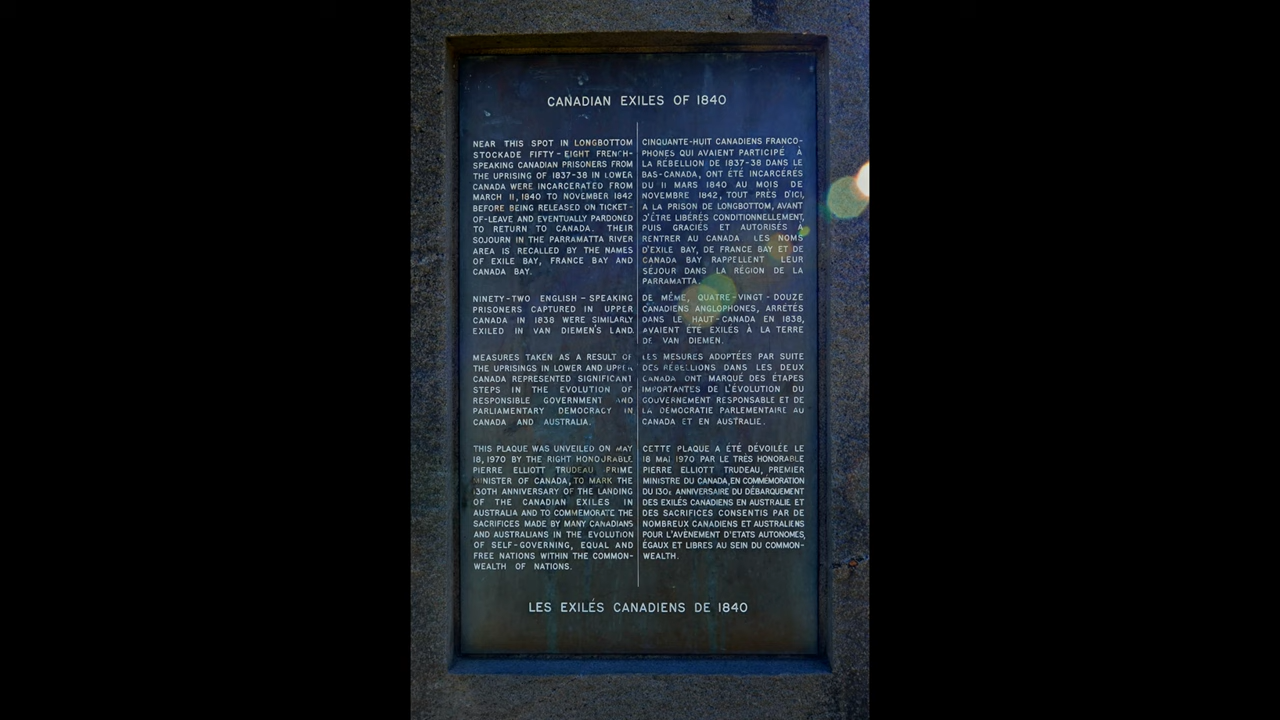 CANADIAN EXILES OF 1840
NEAR THIS SPOT IN LONGBOTTOM
STOCKADE FIFTY-EIGHT FRENCH-
SPEAKING CANADIAN PRISONERS FROM
THE UPRISING OF 1837-38 IN LOWER
CANADA WERE INCARCERATED FROM
MARCH 11, 1840 TO NOVEMBER 1842
BEFORE BEING RELEASED ON TICKET-
OF-LEAVE AND EVENTUALLY PARDONED
TO RETURN TO CANADA. THEIR
SOJOURN IN THE PARRAMATTA RIVER
AREA IS RECALLED BY THE NAMES
OF EXILE BAY, FRANCE BAY AND
CANADA BAY.
NINETY-TWO ENGLISH-SPEAKING
PRISONERS CAPTURED IN UPPER
CANADA IN 1838 WERE SIMILARLY
EXILED IN VAN DIEMEN'S LAND.
MEASURES TAKEN AS A RESULT OF
THE UPRISINGS IN LOWER AND UPPER
CANADA REPRESENTED SIGNIFICANT
STEPS IN THE EVOLUTION OF
RESPONSIBLE GOVERNMENT AND
PARLIAMENTARY DEMOCRACY IN
CANADA AND AUSTRALIA.
THIS PLAQUE WAS UNVEILED ON MAY
18, 1970 BY THE RIGHT HONOURABLE
PIERRE ELLIOTT TRUDEAU PRIME
MINISTER OF CANADA, TO MARK THE
130TH ANNIVERSARY OF THE LANDING
OF THE CANADIAN EXILES IN
AUSTRALIA AND TO COMMEMORATE THE
SACRIFICES MADE BY MANY CANADIANS
AND AUSTRALIANS IN THE EVOLUTION
OF SELF-GOVERNING, EQUAL AND
FREE NATIONS WITHIN THE COMMON-
WEALTH OF NATIONS.
CINQUANTE-HUIT CANADIENS FRANCO-
PHONES QUI AVAIENT PARTICIPÉ À
LA RÉBELLION DE 1837-38 DANS LE
BAS-CANADA, ONT ÉTÉ INCARCÉRÉS
DU 11 MARS 1840 AU MOIS DE
NOVEMBRE 1842, TOUT PRÈS D'ICI,
A LA PRISON DE LONGBOTTOM, AVANT
D'ÊTRE LIBÉRÉS CONDITIONNELLEMENT,
PUIS GRACIÉS ET AUTORISÉS À
RENTRER AU CANADA LES NOMS
D'EXILE BAY, DE FRANCE BAY ET DE
CANADA BAY RAPPELLENT LEUR
SÉJOUR DANS LA RÉGION DE LA
PARRAMATTA.
DE MÊME, QUATRE-VINGT-DOUZE
CANADIENS ANGLOPHONES, ARRÊTÉS
DANS LE HAUT-CANADA EN 1838,
AVAIENT ÉTÉ EXILÉS À LA TERRE
DE VAN DIEMEN.
LES MESURES ADOPTÉES PAR SUITE
DES RÉBELLIONS DANS LES DEUX
CANADA ONT MARQUÉ DES ÉTAPES
IMPORTANTES DE L'ÉVOLUTION DU
GOUVERNEMENT RESPONSABLE ET DE
LA DÉMOCRATIE PARLEMENTAIRE AU
CANADA ET EN AUSTRALIE.
CETTE PLAQUE A ÉTÉ DÉVOILÉE LE
18 MAI 1970 PAR LE TRÈS HONORABLE
PIERRE ELLIOTT TRUDEAU, PREMIER
MINISTRE DU CANADA, EN COMMÉMORATION
DU 130e ANNIVERSAIRE DU DÉBARQUEMENT
DES EXILÉS CANADIENS EN AUSTRALIE ET
DES SACRIFICES CONSENTIS PAR DE
NOMBREUX CANADIENS ET AUSTRALIENS
POUR L'AVÈNEMENT D'ETATS AUTONOMES,
ÉGAUX ET LIBRES AU SEIN DU COMMON-
WEALTH.
LES EXILÉS CANADIENS DE 1840